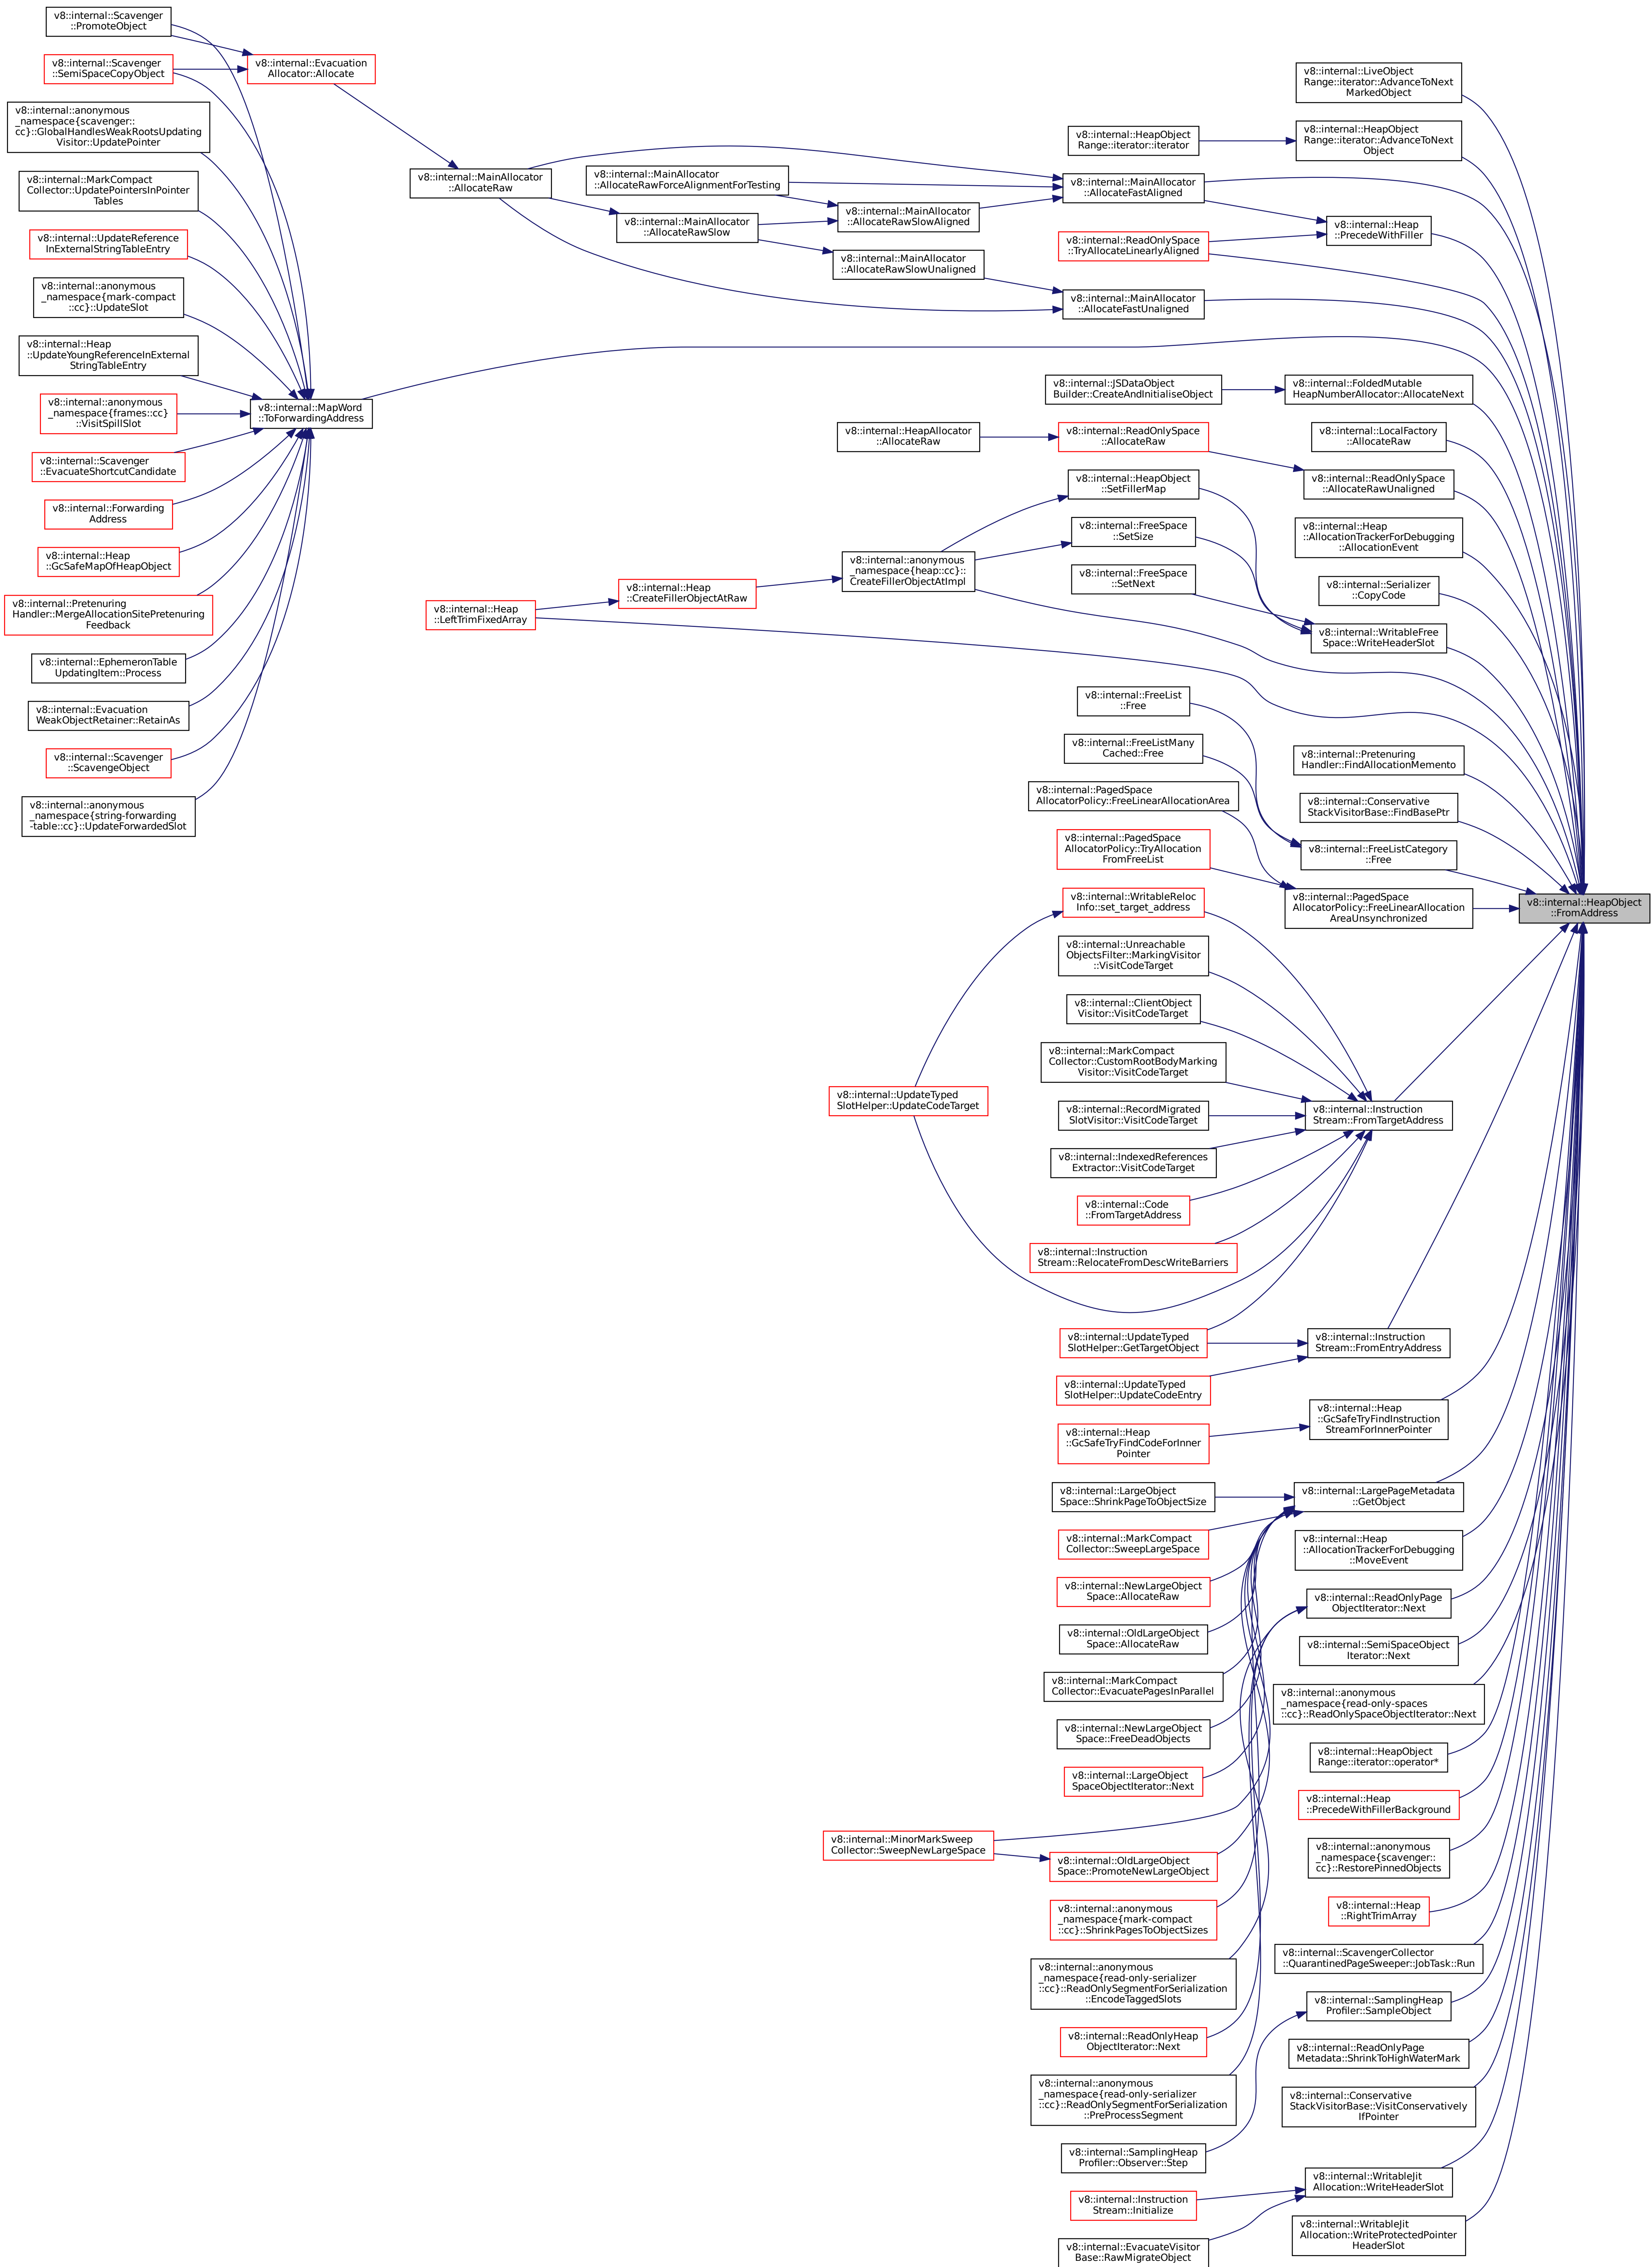 v8::internal::Scavenger
::PromoteObject
v8::internal::Scavenger
::SemiSpaceCopyObject
v8::internal::anonymous
_namespace{scavenger::
cc}::GlobalHandlesWeakRootsUpdating
Visitor::UpdatePointer
v8::internal::MarkCompact
Collector::UpdatePointersInPointer
Tables
v8::internal::UpdateReference
InExternalStringTableEntry
v8::internal::anonymous
_namespace{mark-compact
::cc}::UpdateSlot
v8::internal::Heap
::UpdateYoungReferenceInExternal
StringTableEntry
v8::internal::anonymous
_namespace{frames::cc}
::VisitSpillSlot
v8::internal::Scavenger
::EvacuateShortcutCandidate
v8::internal::Forwarding
Address
v8::internal::Heap
::GcSafeMapOfHeapObject
v8::internal::Pretenuring
Handler::MergeAllocationSitePretenuring
Feedback
v8::internal::EphemeronTable
UpdatingItem::Process
v8::internal::Evacuation
WeakObjectRetainer::RetainAs
v8::internal::Scavenger
::ScavengeObject
v8::internal::anonymous
_namespace{string-forwarding
-table::cc}::UpdateForwardedSlot
v8::internal::Evacuation
Allocator::Allocate
v8::internal::MapWord
::ToForwardingAddress
v8::internal::MainAllocator
::AllocateRaw
v8::internal::Heap
::LeftTrimFixedArray
v8::internal::MainAllocator
::AllocateRawForceAlignmentForTesting
v8::internal::MainAllocator
::AllocateRawSlow
v8::internal::Heap
::CreateFillerObjectAtRaw
v8::internal::MainAllocator
::AllocateRawSlowAligned
v8::internal::MainAllocator
::AllocateRawSlowUnaligned
v8::internal::HeapAllocator
::AllocateRaw
v8::internal::anonymous
_namespace{heap::cc}::
CreateFillerObjectAtImpl
v8::internal::UpdateTyped
SlotHelper::UpdateCodeTarget
v8::internal::MinorMarkSweep
Collector::SweepNewLargeSpace
v8::internal::HeapObject
Range::iterator::iterator
v8::internal::MainAllocator
::AllocateFastAligned
v8::internal::ReadOnlySpace
::TryAllocateLinearlyAligned
v8::internal::MainAllocator
::AllocateFastUnaligned
v8::internal::JSDataObject
Builder::CreateAndInitialiseObject
v8::internal::ReadOnlySpace
::AllocateRaw
v8::internal::HeapObject
::SetFillerMap
v8::internal::FreeSpace
::SetSize
v8::internal::FreeSpace
::SetNext
v8::internal::FreeList
::Free
v8::internal::FreeListMany
Cached::Free
v8::internal::PagedSpace
AllocatorPolicy::FreeLinearAllocationArea
v8::internal::PagedSpace
AllocatorPolicy::TryAllocation
FromFreeList
v8::internal::WritableReloc
Info::set_target_address
v8::internal::Unreachable
ObjectsFilter::MarkingVisitor
::VisitCodeTarget
v8::internal::ClientObject
Visitor::VisitCodeTarget
v8::internal::MarkCompact
Collector::CustomRootBodyMarking
Visitor::VisitCodeTarget
v8::internal::RecordMigrated
SlotVisitor::VisitCodeTarget
v8::internal::IndexedReferences
Extractor::VisitCodeTarget
v8::internal::Code
::FromTargetAddress
v8::internal::Instruction
Stream::RelocateFromDescWriteBarriers
v8::internal::UpdateTyped
SlotHelper::GetTargetObject
v8::internal::UpdateTyped
SlotHelper::UpdateCodeEntry
v8::internal::Heap
::GcSafeTryFindCodeForInner
Pointer
v8::internal::LargeObject
Space::ShrinkPageToObjectSize
v8::internal::MarkCompact
Collector::SweepLargeSpace
v8::internal::NewLargeObject
Space::AllocateRaw
v8::internal::OldLargeObject
Space::AllocateRaw
v8::internal::MarkCompact
Collector::EvacuatePagesInParallel
v8::internal::NewLargeObject
Space::FreeDeadObjects
v8::internal::LargeObject
SpaceObjectIterator::Next
v8::internal::OldLargeObject
Space::PromoteNewLargeObject
v8::internal::anonymous
_namespace{mark-compact
::cc}::ShrinkPagesToObjectSizes
v8::internal::anonymous
_namespace{read-only-serializer
::cc}::ReadOnlySegmentForSerialization
::EncodeTaggedSlots
v8::internal::ReadOnlyHeap
ObjectIterator::Next
v8::internal::anonymous
_namespace{read-only-serializer
::cc}::ReadOnlySegmentForSerialization
::PreProcessSegment
v8::internal::SamplingHeap
Profiler::Observer::Step
v8::internal::Instruction
Stream::Initialize
v8::internal::EvacuateVisitor
Base::RawMigrateObject
v8::internal::LiveObject
Range::iterator::AdvanceToNext
MarkedObject
v8::internal::HeapObject
Range::iterator::AdvanceToNext
Object
v8::internal::Heap
::PrecedeWithFiller
v8::internal::FoldedMutable
HeapNumberAllocator::AllocateNext
v8::internal::LocalFactory
::AllocateRaw
v8::internal::ReadOnlySpace
::AllocateRawUnaligned
v8::internal::Heap
::AllocationTrackerForDebugging
::AllocationEvent
v8::internal::Serializer
::CopyCode
v8::internal::WritableFree
Space::WriteHeaderSlot
v8::internal::Pretenuring
Handler::FindAllocationMemento
v8::internal::Conservative
StackVisitorBase::FindBasePtr
v8::internal::FreeListCategory
::Free
v8::internal::PagedSpace
AllocatorPolicy::FreeLinearAllocation
AreaUnsynchronized
v8::internal::Instruction
Stream::FromTargetAddress
v8::internal::Instruction
Stream::FromEntryAddress
v8::internal::Heap
::GcSafeTryFindInstruction
StreamForInnerPointer
v8::internal::LargePageMetadata
::GetObject
v8::internal::Heap
::AllocationTrackerForDebugging
::MoveEvent
v8::internal::ReadOnlyPage
ObjectIterator::Next
v8::internal::SemiSpaceObject
Iterator::Next
v8::internal::anonymous
_namespace{read-only-spaces
::cc}::ReadOnlySpaceObjectIterator::Next
v8::internal::HeapObject
Range::iterator::operator*
v8::internal::Heap
::PrecedeWithFillerBackground
v8::internal::anonymous
_namespace{scavenger::
cc}::RestorePinnedObjects
v8::internal::Heap
::RightTrimArray
v8::internal::ScavengerCollector
::QuarantinedPageSweeper::JobTask::Run
v8::internal::SamplingHeap
Profiler::SampleObject
v8::internal::ReadOnlyPage
Metadata::ShrinkToHighWaterMark
v8::internal::Conservative
StackVisitorBase::VisitConservatively
IfPointer
v8::internal::WritableJit
Allocation::WriteHeaderSlot
v8::internal::WritableJit
Allocation::WriteProtectedPointer
HeaderSlot
v8::internal::HeapObject
::FromAddress